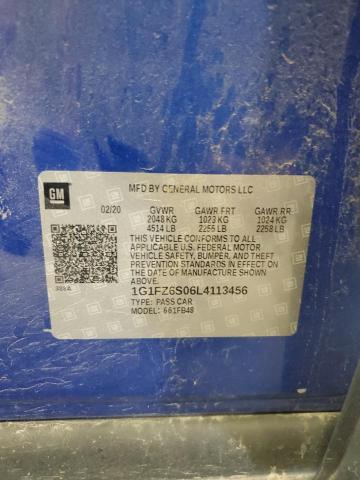 GM
MFD BY GENERAL MOTORS LLC
02/20 GVWR GAWR FRT GAWR RR
2048 KG 1023 KG 1024 KG
4514 LB 2255 LB 2258 LB
THIS VEHICLE CONFORMS TO ALL
APPLICABLE U.S. FEDERAL MOTOR
VEHICLE SAFETY, BUMPER, AND THEFT
PREVENTION STANDARDS IN EFFECT ON
THE DATE OF MANUFACTURE SHOWN
ABOVE.
1G1FZ6S06L4113456
TYPE: PASS CAR
MODEL: 661FB48